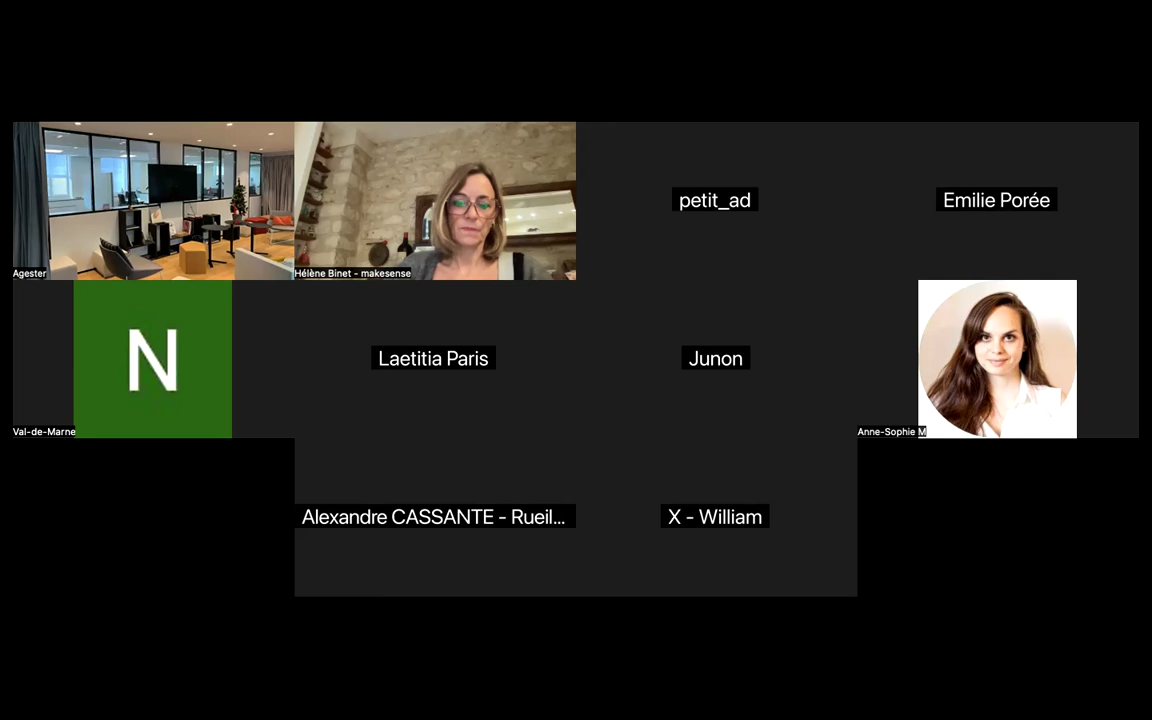 Agester
Hélène Binet - makesense
petit_ad
Emilie Porée
N
Val-de-Marne
Laetitia Paris
Junon
Anne-Sophie M
Alexandre CASSANTE - Rueil...
X - William